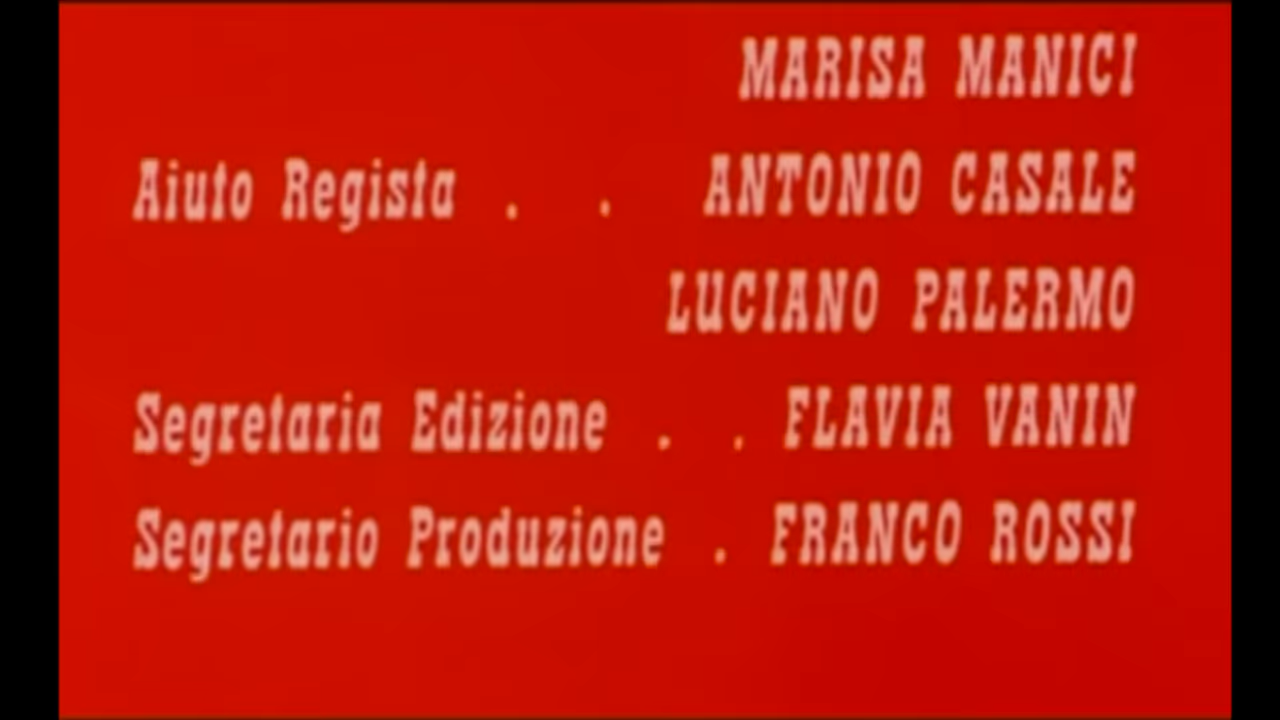 MARISA MANICI
Aiuto Regista . . ANTONIO CASALE
LUCIANO PALERMO
Segretaria Edizione . . FLAVIA VANIN
Segretario Produzione . FRANCO ROSSI